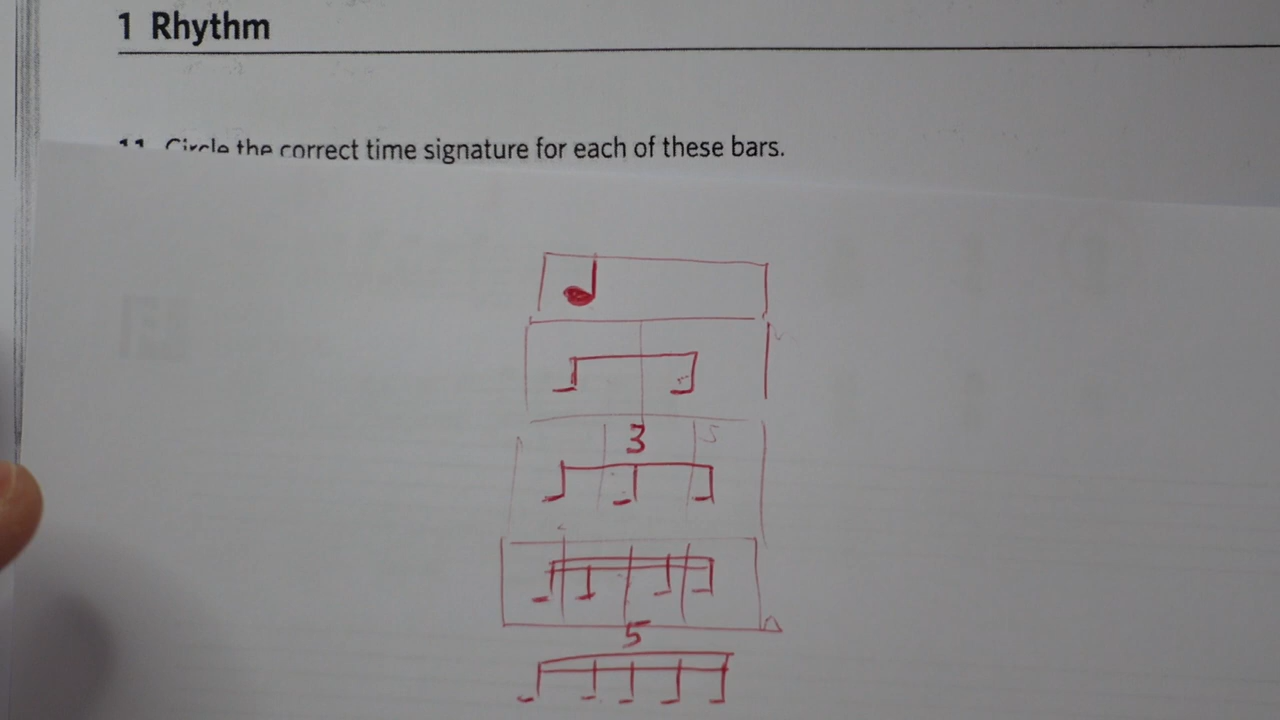 1 Rhythm
Circle the correct time signature for each of these bars.
3
5